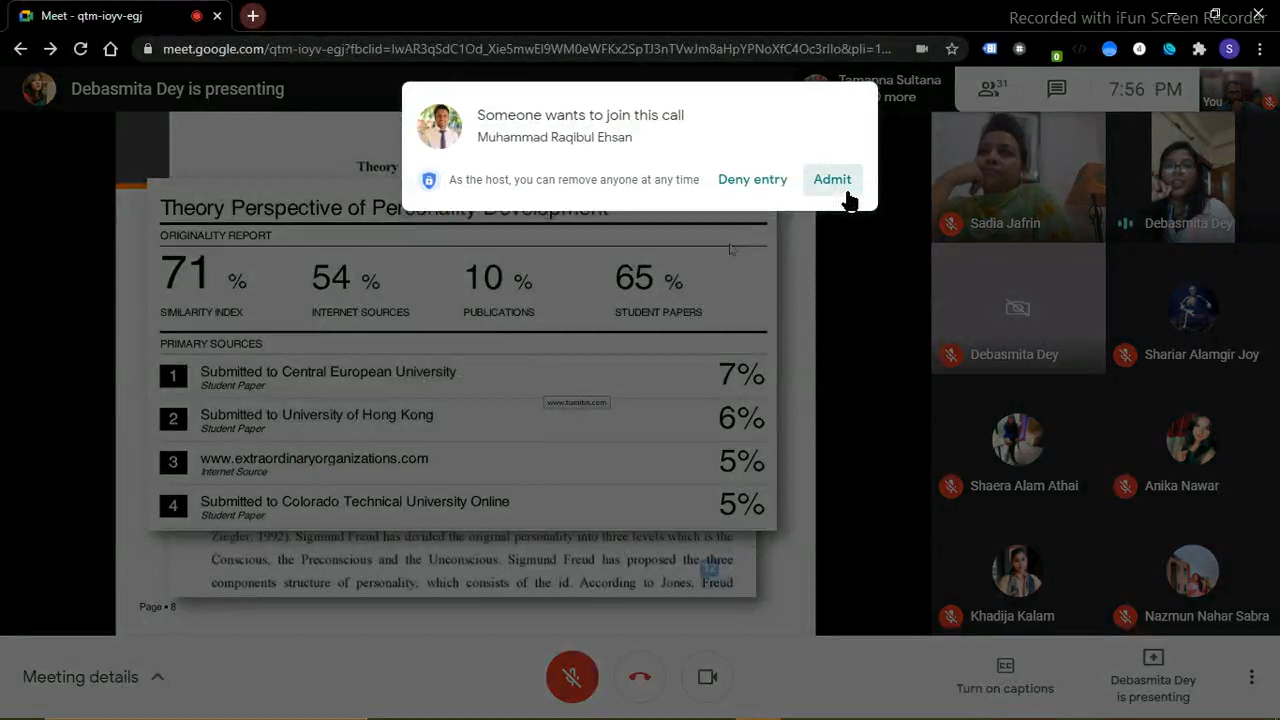 Meet - qtm-ioyv-egj
Recorded with iFun Screen Recorder
meet.google.com/qtm-ioyv-egj?fbclid=IwAR3qSdC1Od_Xie5mwEI9WM0eWFKx2SpTJ3nTVwJm8aHpYPNoXfC4Oc3rIIo&pli=1...
0
S
Debasmita Dey is presenting
Tamanna Sultana
more
31
7:56 PM
You
Someone wants to join this call
Muhammad Raqibul Ehsan
As the host, you can remove anyone at any time
Deny entry
Admit
Theory
Theory Perspective of Personality Development
ORIGINALITY REPORT
71 %
54 %
10 %
65 %
SIMILARITY INDEX
INTERNET SOURCES
PUBLICATIONS
STUDENT PAPERS
PRIMARY SOURCES
1 Submitted to Central European University 7%
Student Paper
2 Submitted to University of Hong Kong 6%
Student Paper
3 www.extraordinaryorganizations.com 5%
Internet Source
4 Submitted to Colorado Technical University Online 5%
Student Paper
www.turnitin.com
Ziegler, 1992). Sigmund Freud has divided the original personality into three levels which is the
Conscious, the Preconscious and the Unconscious. Sigmund Freud has proposed the three
components structure of personality, which consists of the id. According to Jones, Freud
12
Page • 8
Sadia Jafrin
Debasmita Dey
Debasmita Dey
Shariar Alamgir Joy
Shaera Alam Athai
Anika Nawar
Khadija Kalam
Nazmun Nahar Sabra
Meeting details
Turn on captions
Debasmita Dey
is presenting